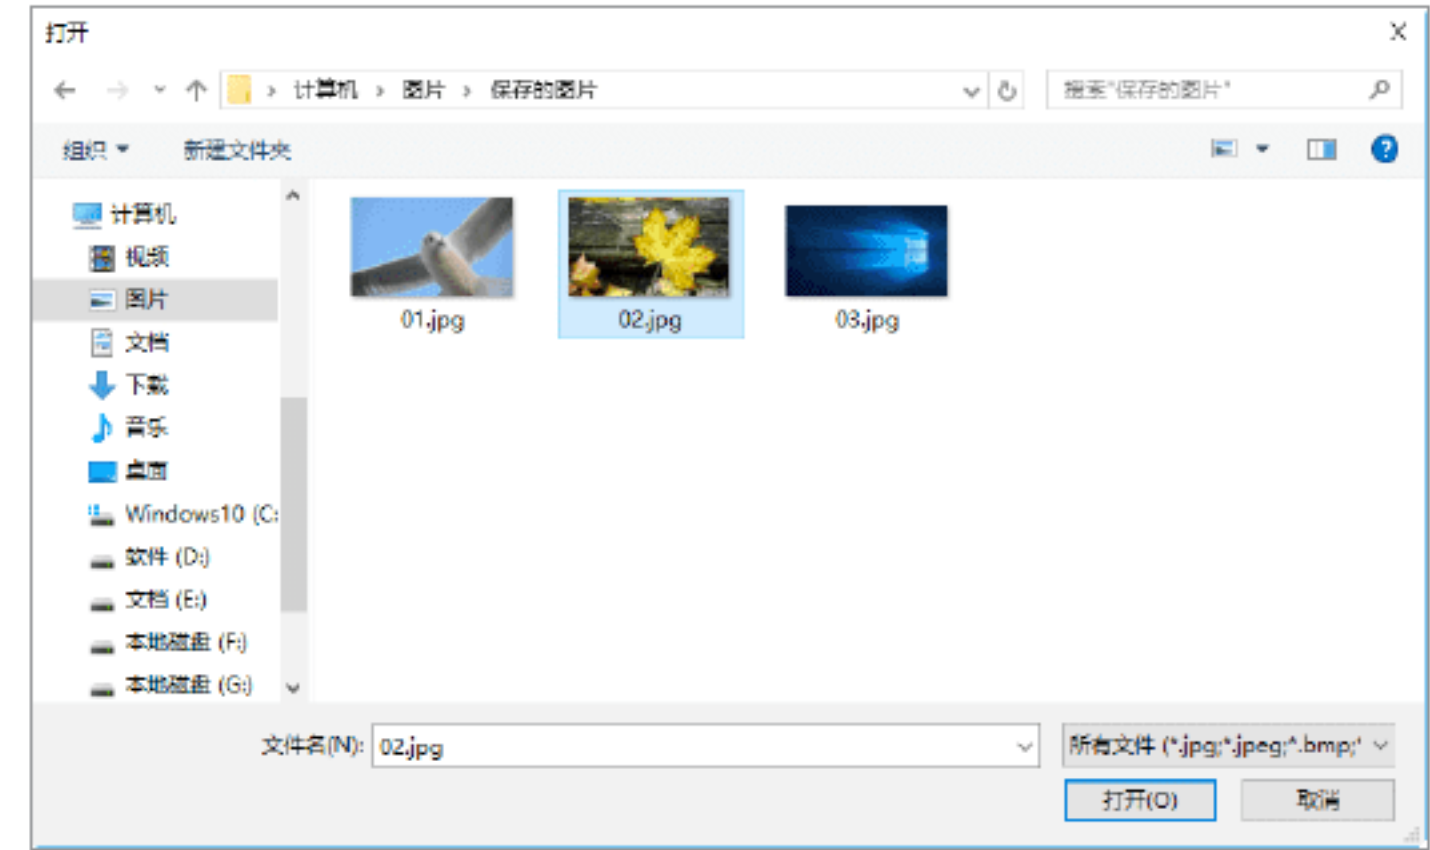 打开
计算机 > 图片 > 保存的图片
搜索"保存的图片"
组织
新建文件夹
计算机
视频
图片
文档
下载
音乐
桌面
Windows10 (C:
软件 (D:)
文档 (E:)
本地磁盘 (F:)
本地磁盘 (G:)
01.jpg
02.jpg
03.jpg
文件名(N):
02.jpg
所有文件 (*.jpg;*.jpeg;*.bmp;*
打开(O)
取消